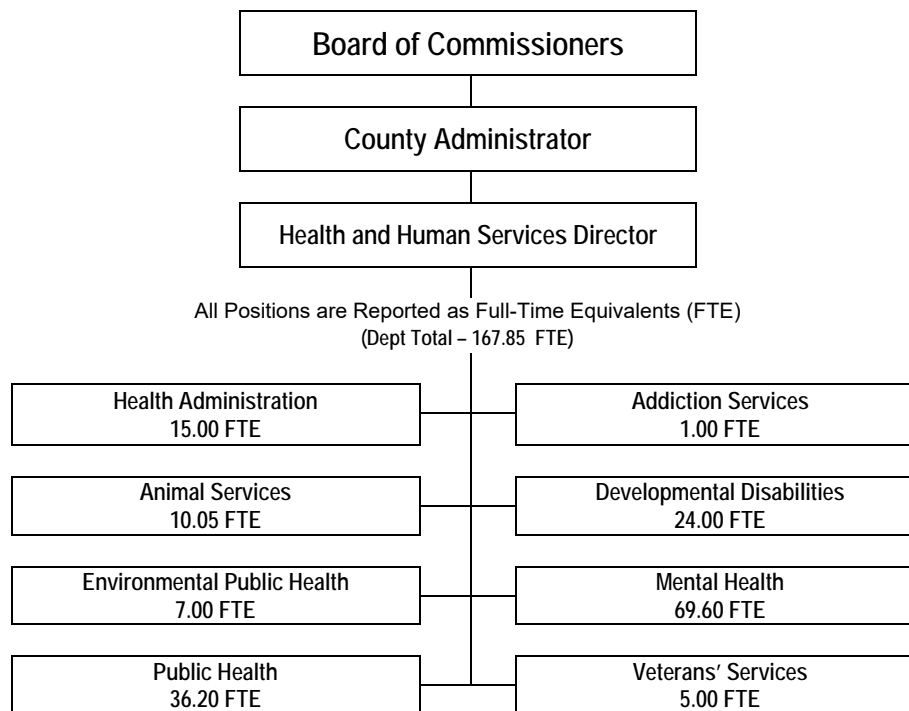 Board of Commissioners
County Administrator
Health and Human Services Director
All Positions are Reported as Full-Time Equivalents (FTE)
(Dept Total – 167.85 FTE)
Health Administration
15.00 FTE
Addiction Services
1.00 FTE
Animal Services
10.05 FTE
Developmental Disabilities
24.00 FTE
Environmental Public Health
7.00 FTE
Mental Health
69.60 FTE
Public Health
36.20 FTE
Veterans’ Services
5.00 FTE